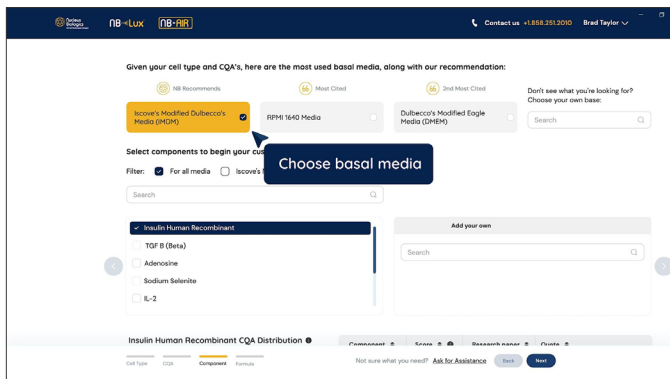 Nucleus Biologics
NB-Lux
NB-AIR
Contact us +1.858.251.2010
Brad Taylor
Given your cell type and CQA's, here are the most used basal media, along with our recommendation:
NB Recommends
Most Cited
2nd Most Cited
Don't see what you're looking for?
Choose your own base:
Iscove's Modified Dulbecco's
Media (IMDM)
RPMI 1640 Media
Dulbecco's Modified Eagle
Media (DMEM)
Search
Select components to begin your cus
Choose basal media
Filter:
For all media
Iscove's
Search
Insulin Human Recombinant
TGF B (Beta)
Adenosine
Sodium Selenite
IL-2
Add your own
Search
Insulin Human Recombinant CQA Distribution
Component
Score
Research paper
Quote
Cell Type
CQA
Component
Formula
Not sure what you need? Ask for Assistance
Back
Next